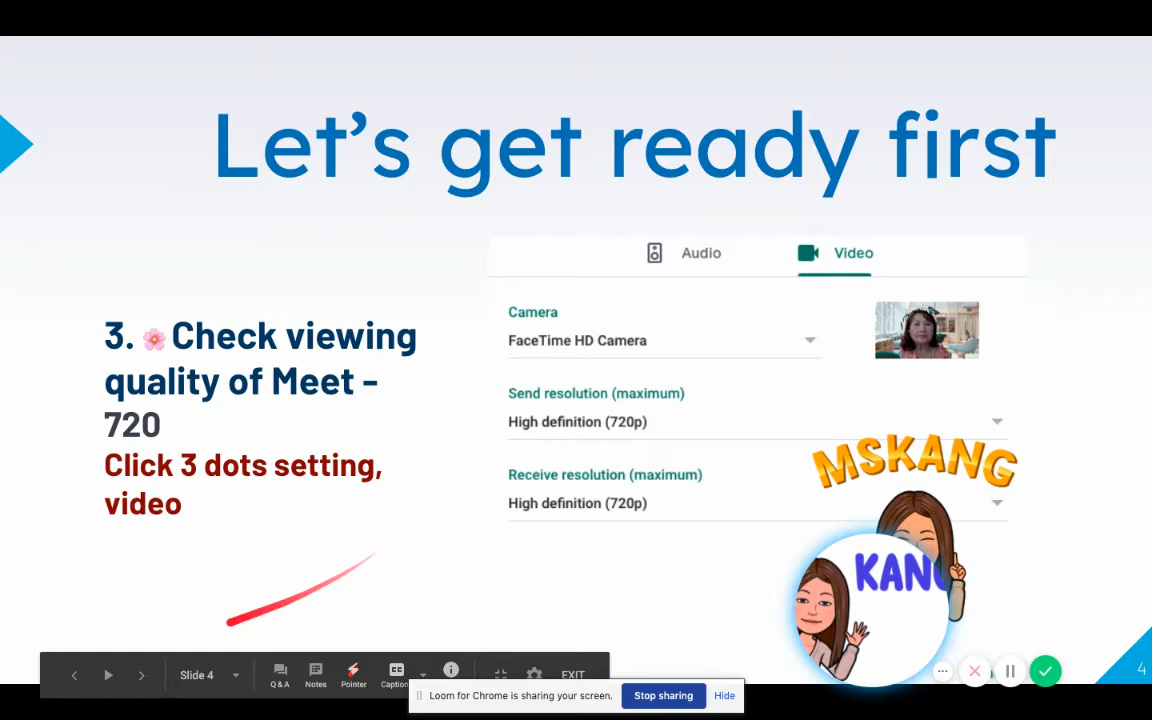 Let's get ready first
Audio
Video
Camera
FaceTime HD Camera
Send resolution (maximum)
High definition (720p)
Receive resolution (maximum)
High definition (720p)
3. 🌸 Check viewing
quality of Meet -
720
Click 3 dots setting,
video
MSKANG
KANG
4
Slide 4
Q & A
Notes
Pointer
Caption
EXIT
Loom for Chrome is sharing your screen.
Stop sharing
Hide